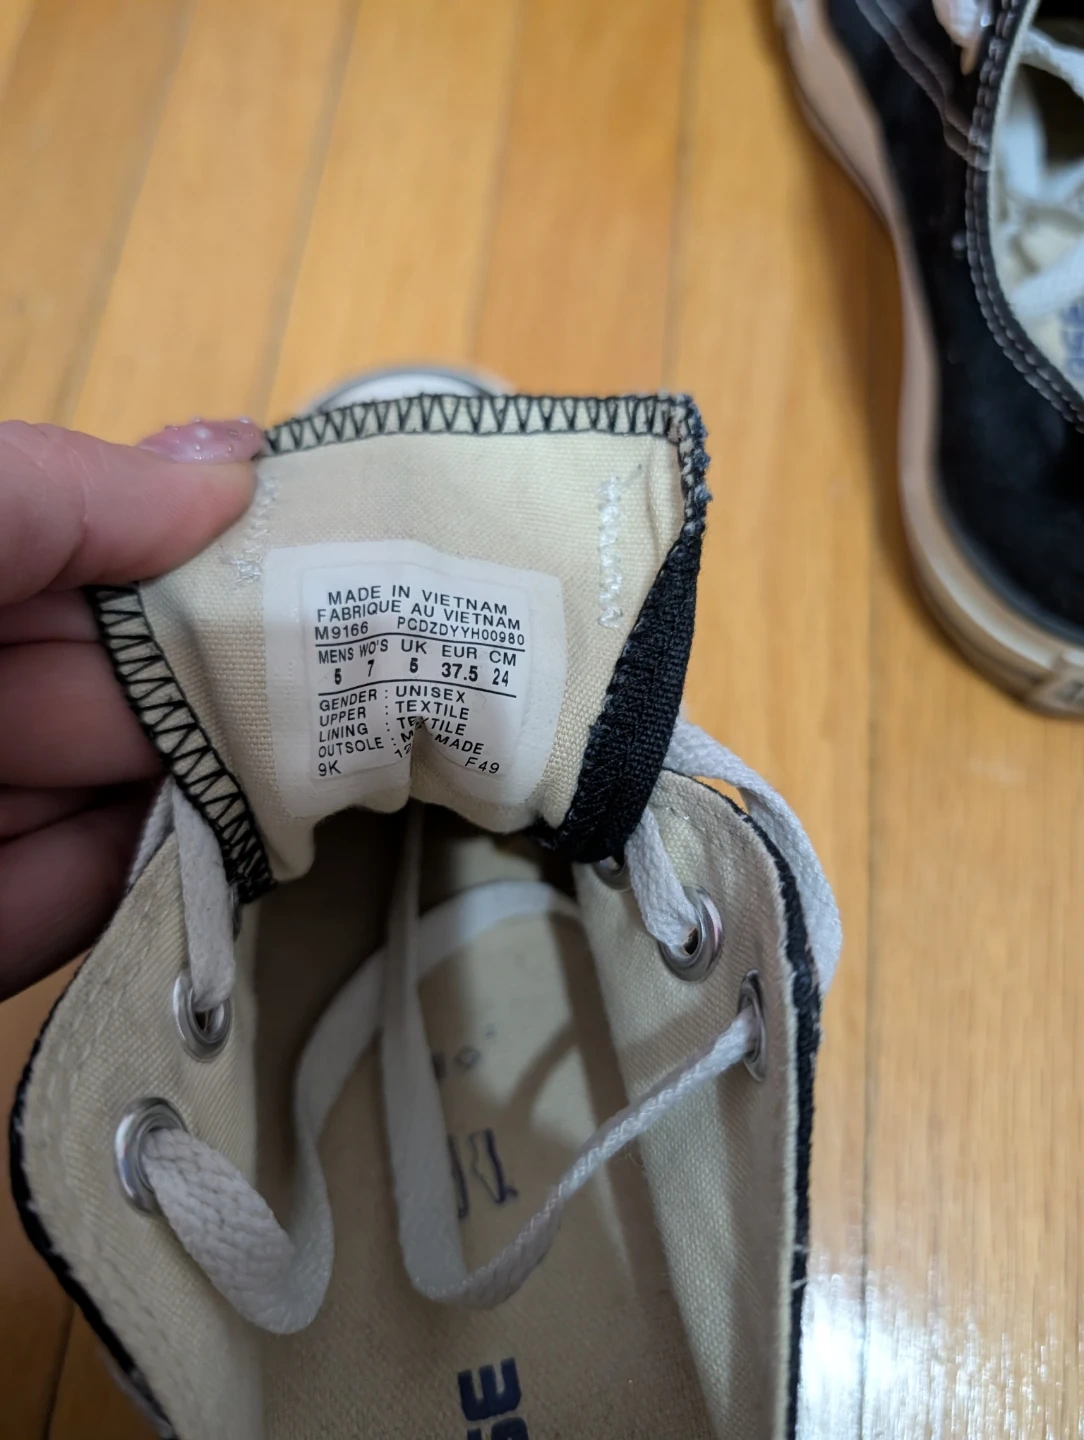 MADE IN VIETNAM
FABRIQUE AU VIETNAM
M9166 PCDZDYYH00980
MENS WO'S UK EUR CM
5 7 5 37.5 24
GENDER : UNISEX
UPPER : TEXTILE
LINING : TEXTILE
OUTSOLE : MADE
9K F49